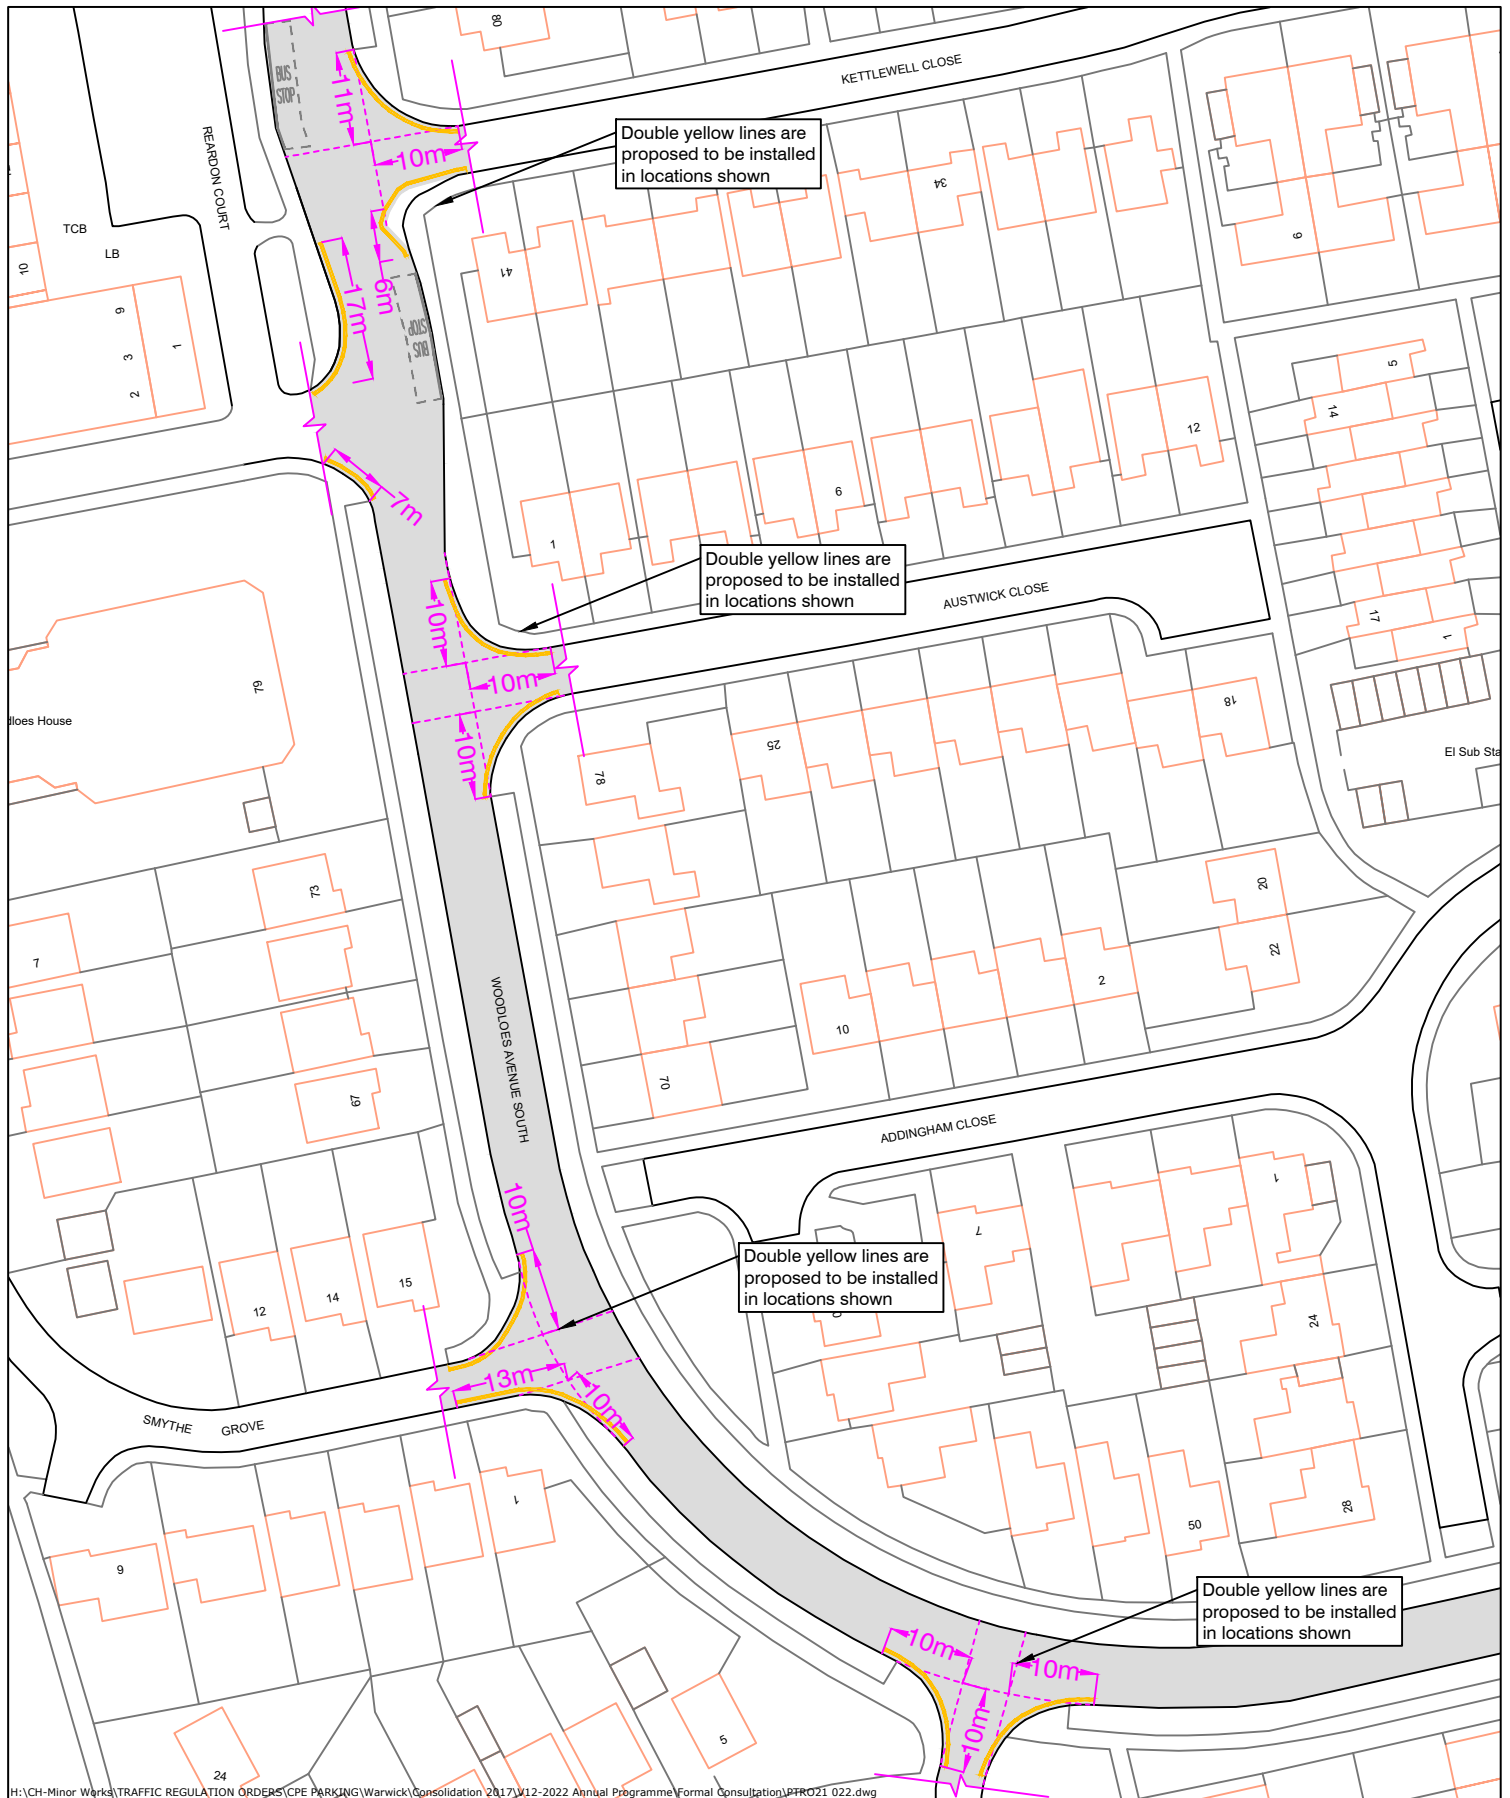 80
KETTLEWELL CLOSE
BUS
STOP
11m
REARDON COURT
10m
Double yellow lines are
proposed to be installed
in locations shown
34
TCB
LB
10
41
6
6m
17m
9
3
2
1
BUS
STOP
5
14
12
6
7m
1
Double yellow lines are
proposed to be installed
in locations shown
AUSTWICK CLOSE
10m
17
1
10m
79
dloes House
10m
18
25
78
El Sub Sta
73
20
22
7
2
10
WOODLOES AVENUE SOUTH
70
67
ADDINGHAM CLOSE
1
10m
7
Double yellow lines are
proposed to be installed
in locations shown
15
14
12
24
13m
10m
SMYTHE GROVE
1
28
50
9
Double yellow lines are
proposed to be installed
in locations shown
10m
10m
10m
5
24
H:\CH-Minor Works\TRAFFIC REGULATION ORDERS\CPE PARKING\Warwick\Consolidation 2017\V12-2022 Annual Programme\Formal Consultation\PTRO21 022.dwg